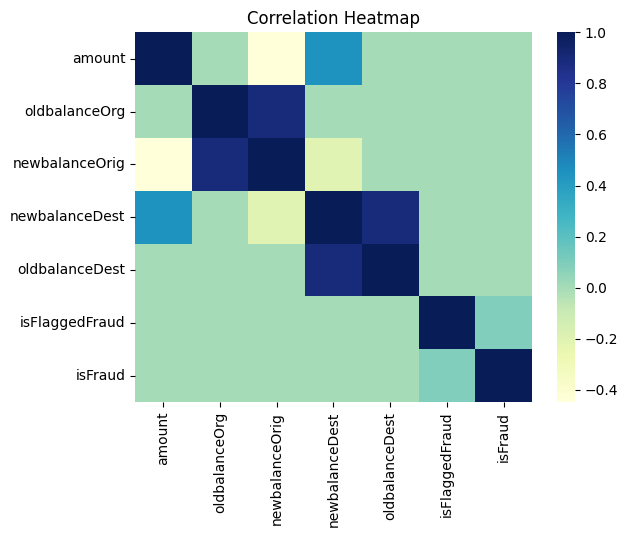 Correlation Heatmap
amount
oldbalanceOrg
newbalanceOrig
newbalanceDest
oldbalanceDest
isFlaggedFraud
isFraud
amount
oldbalanceOrg
newbalanceOrig
newbalanceDest
oldbalanceDest
isFlaggedFraud
isFraud
1.0
0.8
0.6
0.4
0.2
0.0
−0.2
−0.4